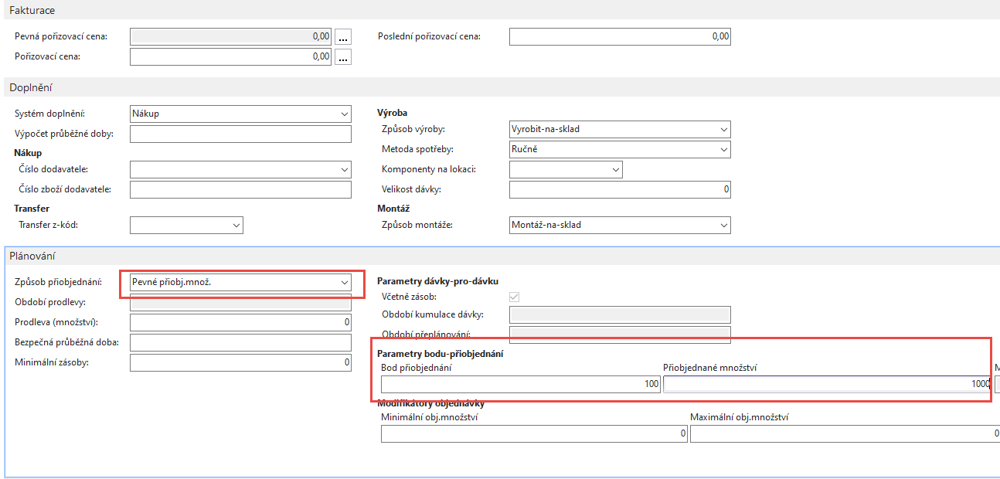 Fakturace
Pevná pořizovací cena: 0,00 ... Poslední pořizovací cena: 0,00
Pořizovací cena: 0,00 ...
Doplnění
Systém doplnění: Nákup
Výpočet průběžné doby:
Nákup
Číslo dodavatele:
Číslo zboží dodavatele:
Transfer
Transfer z-kód:
Výroba
Způsob výroby: Vyrobit-na-sklad
Metoda spotřeby: Ručně
Komponenty na lokaci:
Velikost dávky: 0
Montáž
Způsob montáže: Montáž-na-sklad
Plánování
Způsob přiobjednání: Pevné přiobj.množ.
Období prodlevy:
Prodleva (množství): 0
Bezpečná průběžná doba:
Minimální zásoby: 0
Parametry dávky-pro-dávku
Včetně zásob:
Období kumulace dávky:
Období přeplánování:
Parametry bodu-přiobjednání
Bod přiobjednání Přiobjednané množství M
100 1000
Modifikátory objednávky
Minimální obj.množství Maximální obj.množství
0 0